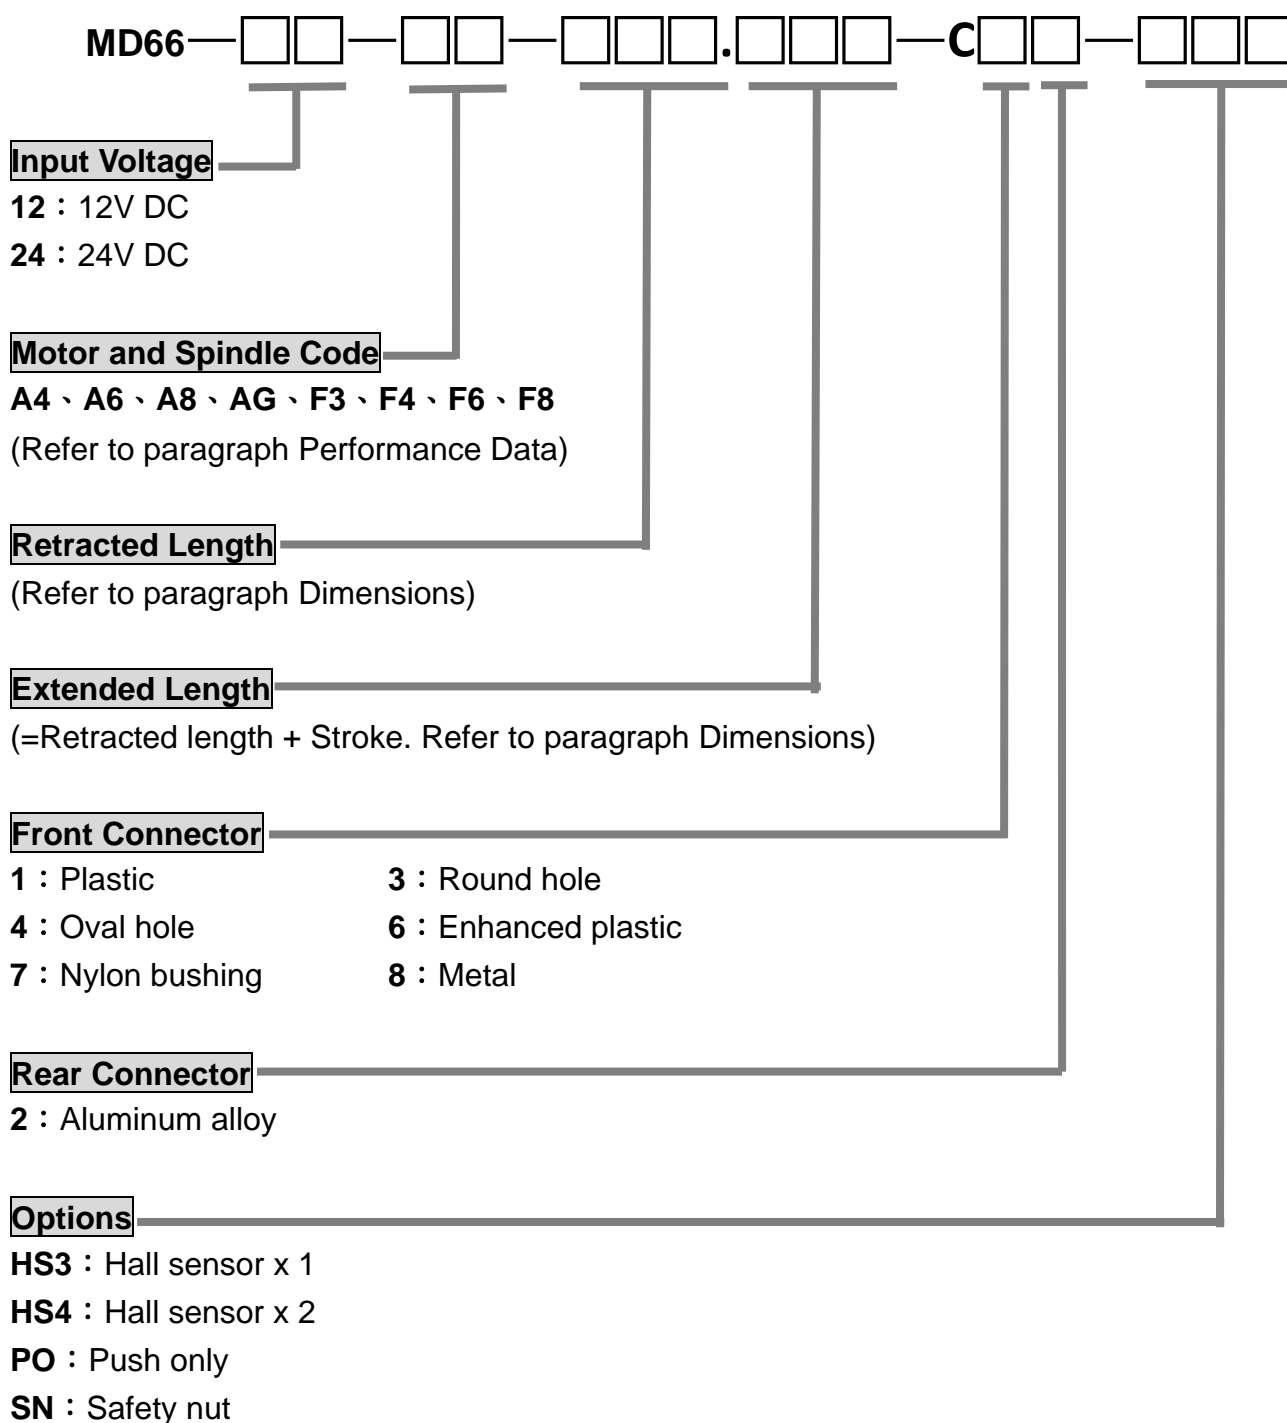 MD66—□□—□□—□□□.□□□—C□□—□□□
Input Voltage
12：12V DC
24：24V DC
Motor and Spindle Code
A4、A6、A8、AG、F3、F4、F6、F8
(Refer to paragraph Performance Data)
Retracted Length
(Refer to paragraph Dimensions)
Extended Length
(=Retracted length + Stroke. Refer to paragraph Dimensions)
Front Connector
1：Plastic 3：Round hole
4：Oval hole 6：Enhanced plastic
7：Nylon bushing 8：Metal
Rear Connector
2：Aluminum alloy
Options
HS3：Hall sensor x 1
HS4：Hall sensor x 2
PO：Push only
SN：Safety nut